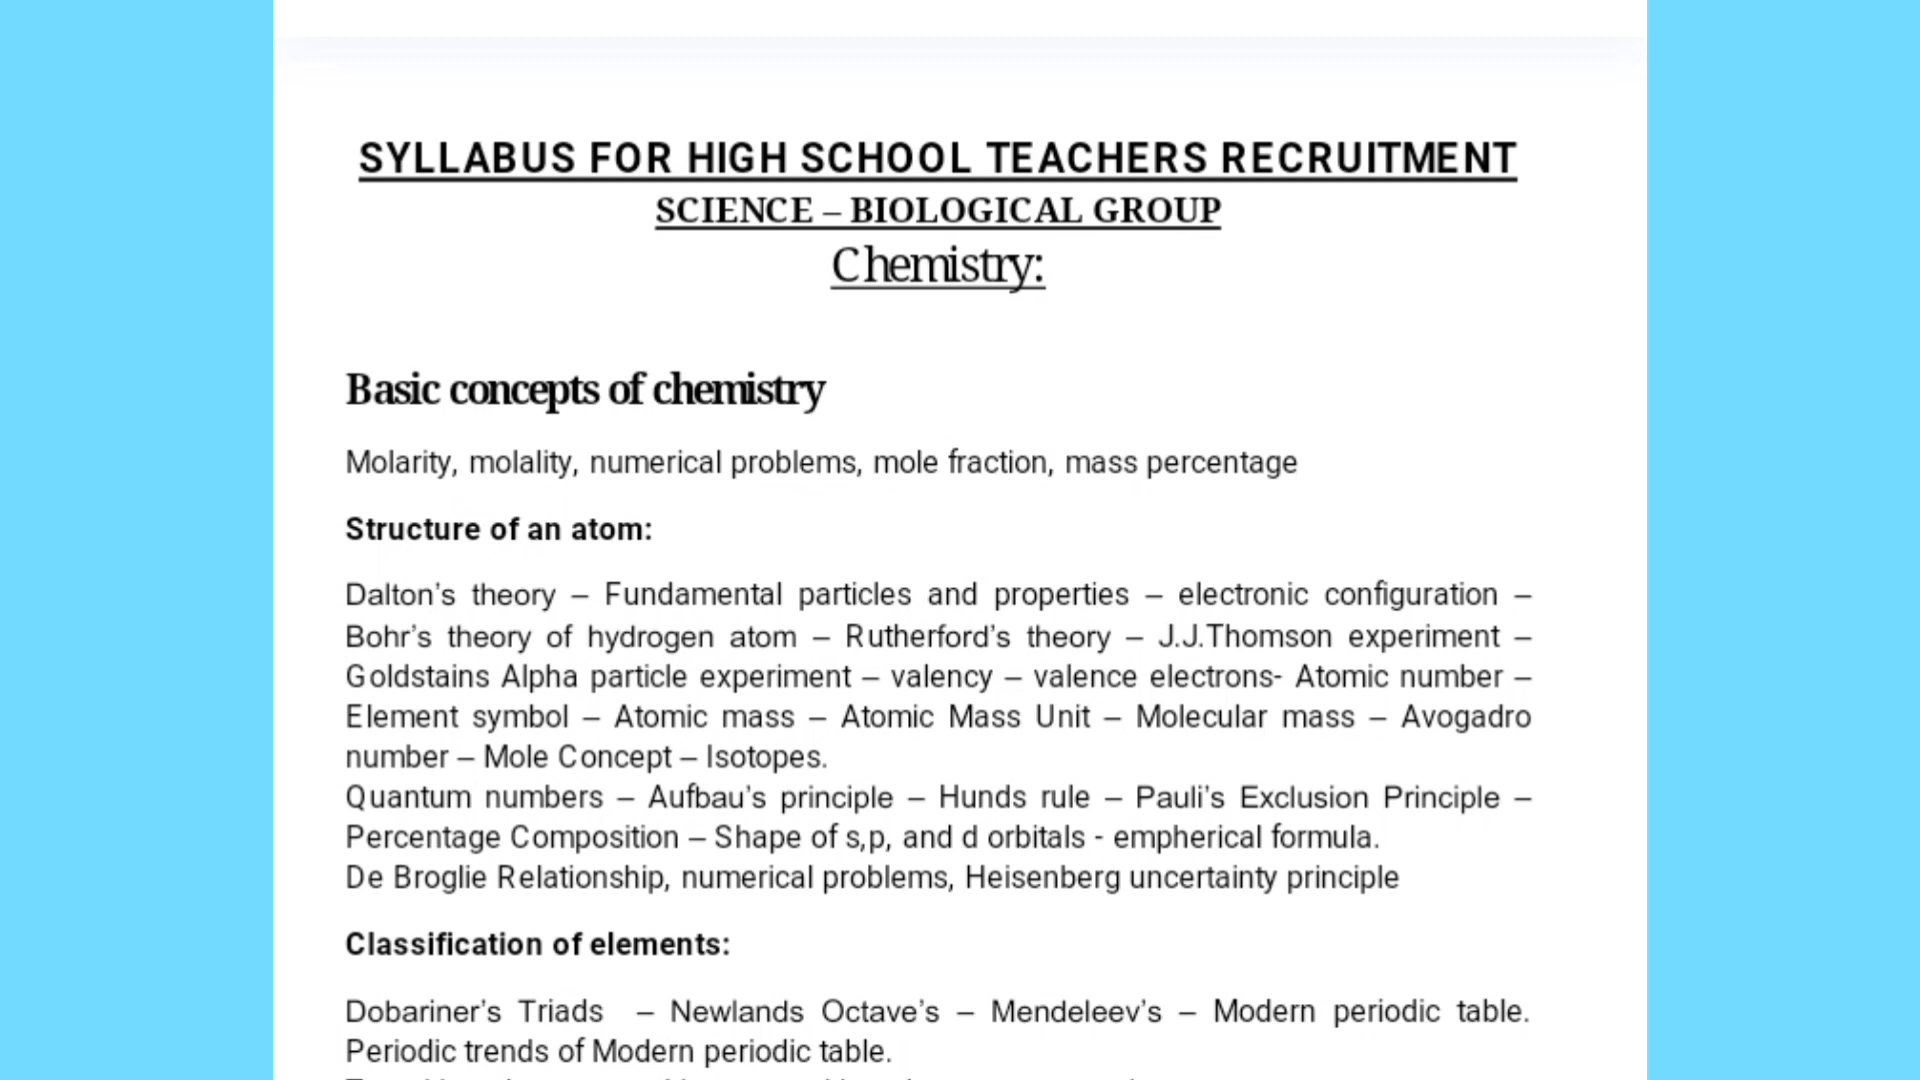 SYLLABUS FOR HIGH SCHOOL TEACHERS RECRUITMENT
SCIENCE – BIOLOGICAL GROUP
Chemistry:
Basic concepts of chemistry
Molarity, molality, numerical problems, mole fraction, mass percentage
Structure of an atom:
Dalton’s theory – Fundamental particles and properties – electronic configuration –
Bohr’s theory of hydrogen atom – Rutherford’s theory – J.J.Thomson experiment –
Goldstains Alpha particle experiment – valency – valence electrons- Atomic number –
Element symbol – Atomic mass – Atomic Mass Unit – Molecular mass – Avogadro
number – Mole Concept – Isotopes.
Quantum numbers – Aufbau’s principle – Hunds rule – Pauli’s Exclusion Principle –
Percentage Composition – Shape of s,p, and d orbitals - empherical formula.
De Broglie Relationship, numerical problems, Heisenberg uncertainty principle
Classification of elements:
Dobariner’s Triads – Newlands Octave’s – Mendeleev’s – Modern periodic table.
Periodic trends of Modern periodic table.